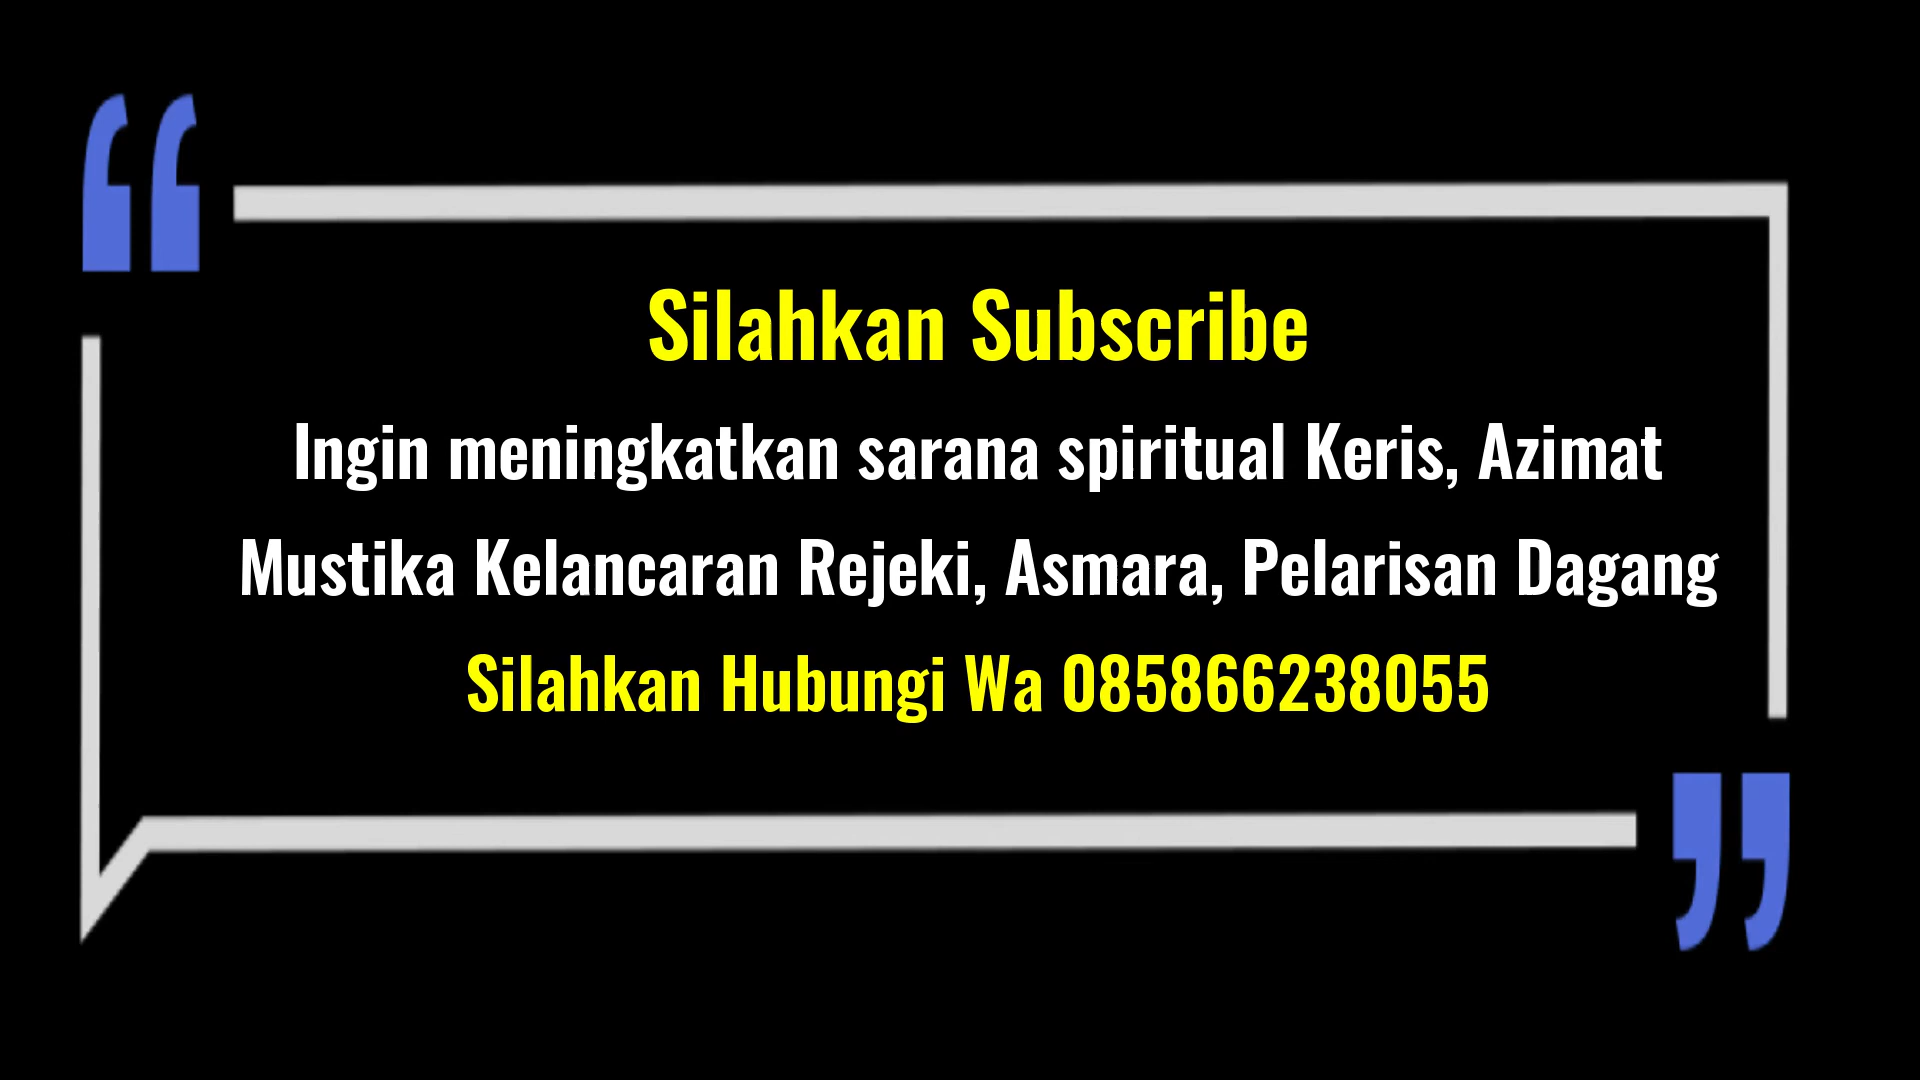 Silahkan Subscribe
Ingin meningkatkan sarana spiritual Keris, Azimat
Mustika Kelancaran Rejeki, Asmara, Pelarisan Dagang
Silahkan Hubungi Wa 085866238055